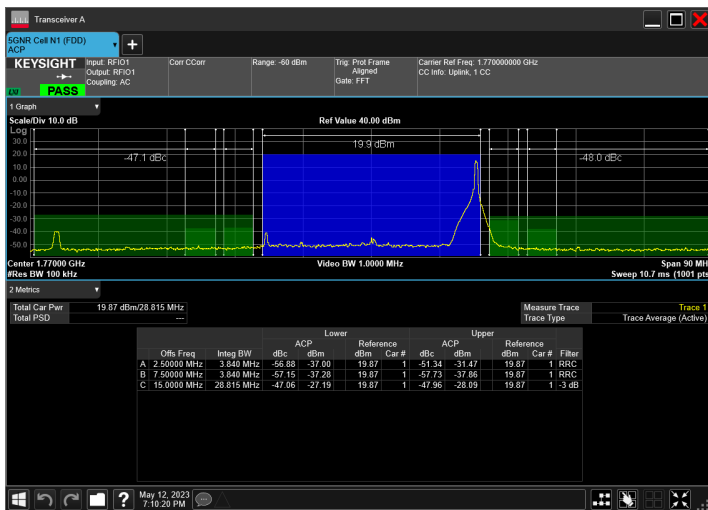 Transceiver A
5GNR Cell N1 (FDD)
ACP
KEYSIGHT
PASS
Input: RFIO1
Output: RFIO1
Coupling: AC
Corr CCorr
Range: -60 dBm
Trig: Prot Frame
Aligned
Gate: FFT
Carrier Ref Freq: 1.770000000 GHz
CC Info: Uplink, 1 CC
1 Graph
Scale/Div 10.0 dB
Ref Value 40.00 dBm
Log
30.0
20.0
10.0
0.00
-10.0
-20.0
-30.0
-40.0
-50.0
-47.1 dBc
19.9 dBm
-48.0 dBc
Center 1.77000 GHz
Video BW 1.0000 MHz
Span 90 MH
#Res BW 100 kHz
Sweep 10.7 ms (1001 pts
2 Metrics
Total Car Pwr 19.87 dBm/28.815 MHz
Total PSD ---
Measure Trace Trace 1
Trace Type Trace Average (Active)
Lower Upper
ACP Reference ACP Reference
Offs Freq Integ BW dBc dBm dBm Car # dBc dBm dBm Car # Filter
A 2.50000 MHz 3.840 MHz -56.88 -37.00 19.87 1 -51.34 -31.47 19.87 1 RRC
B 7.50000 MHz 3.840 MHz -57.15 -37.28 19.87 1 -57.73 -37.86 19.87 1 RRC
C 15.0000 MHz 28.815 MHz -47.06 -27.19 19.87 1 -47.96 -28.09 19.87 1 -3 dB
May 12, 2023
7:10:20 PM